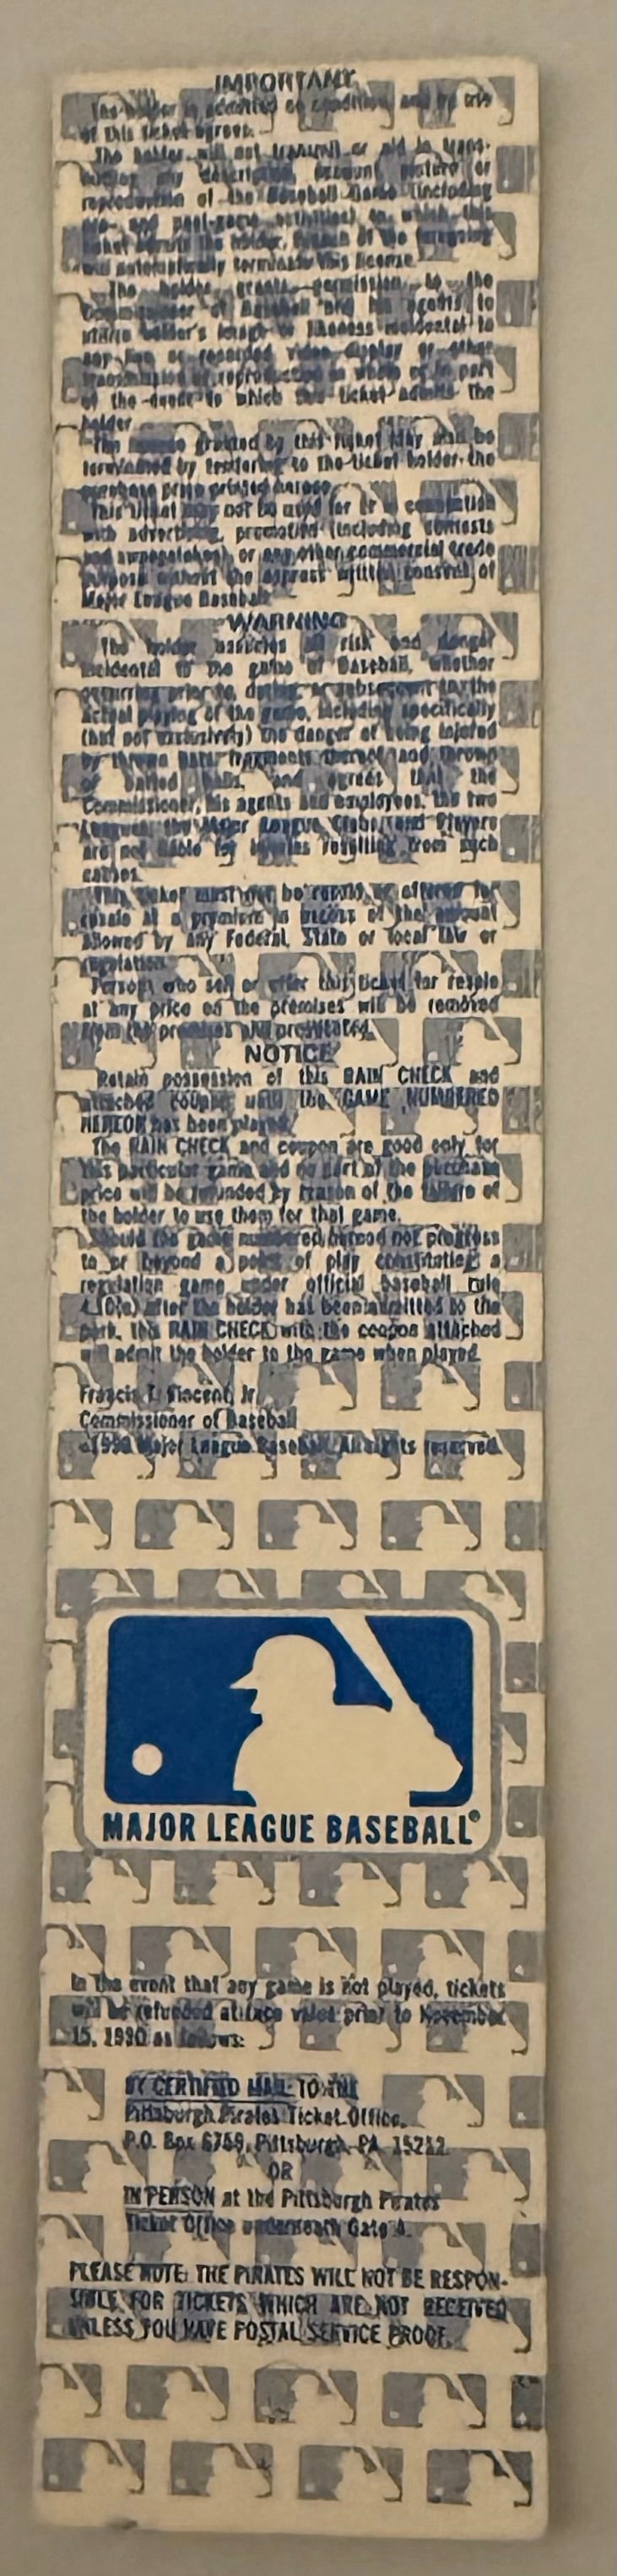 IMPORTANT
The holder is admitted on condition, and by use
of this ticket agrees:
The holder will not transmit or aid in trans-
mitting any description, account, picture or
reproduction of the Baseball Game (including
pre- and post-game activities) to which this
ticket admits the holder. Breach of the foregoing
will automatically terminate this license.
The holder grants permission to the
Commissioner of Baseball and his agents to
utilize holder's image or likeness incidental to
any live or recorded video display or other
transmission or reproduction in whole or in part
of the event to which this ticket admits the
holder.
The license granted by this ticket may be
terminated by tendering to the ticket holder the
purchase price printed hereon.
This ticket may not be used for or in connection
with advertising, promotion (including contests
and sweepstakes), or any other commercial trade
purpose without the express written consent of
Major League Baseball.
WARNING
The holder assumes all risk and danger
incidental to the game of Baseball, whether
occurring prior to, during, or subsequent to, the
actual playing of the game, including specifically
(but not exclusively) the danger of being injured
by thrown bats, fragments thereof, and thrown
or batted balls, and agrees that the
Commissioner, his agents and employees, the two
Leagues, the Major League Clubs, and Players
are not liable for injuries resulting from such
causes.
This ticket must not be resold or offered for
resale at a premium in excess of the amount
allowed by any Federal, State or local law or
regulation.
Persons who sell or offer this ticket for resale
at any price on the premises will be removed
from the premises and prosecuted.
NOTICE
Retain possession of this RAIN CHECK and
attached coupon until the GAME NUMBERED
HEREON has been played.
The RAIN CHECK and coupon are good only for
this particular game and no part of the purchase
price will be refunded by reason of the failure of
the holder to use them for that game.
Should the game numbered hereon not progress
to or beyond a point of play constituting a
regulation game under official baseball rule
4.10(e) after the holder has been admitted to the
park, this RAIN CHECK with the coupon attached
will admit the holder to the game when played.
Francis T. Vincent, Jr.
Commissioner of Baseball
©1990 Major League Baseball. All rights reserved.
MAJOR LEAGUE BASEBALL®
In the event that any game is not played, tickets
will be refunded at face value prior to November
15, 1990 as follows:
BY CERTIFIED MAIL TO THE
Pittsburgh Pirates Ticket Office,
P.O. Box Pittsburgh, PA 15212
OR
IN PERSON at the Pittsburgh Pirates
Ticket Office underneath Gate A.
PLEASE NOTE: THE PIRATES WILL NOT BE RESPON-
SIBLE FOR TICKETS WHICH ARE NOT RECEIVED
UNLESS YOU HAVE POSTAL SERVICE PROOF.